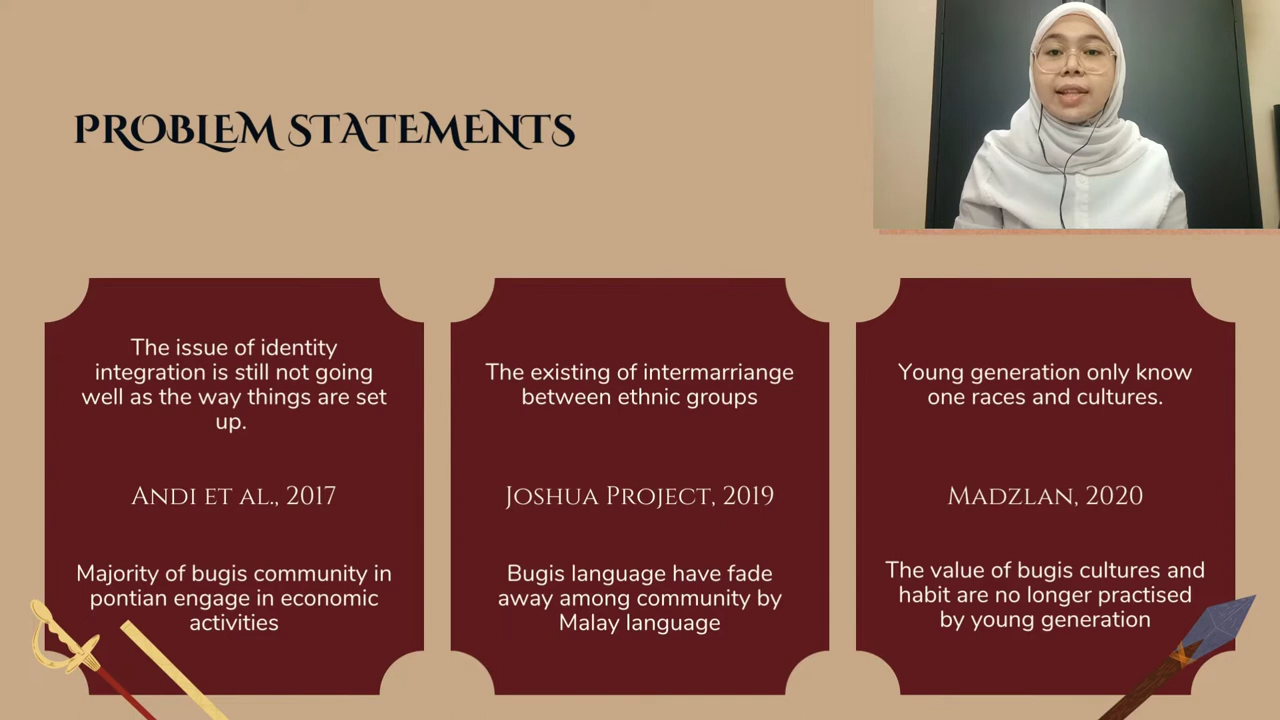 PROBLEM STATEMENTS
The issue of identity
integration is still not going
well as the way things are set
up.
Andi et al., 2017
Majority of bugis community in
pontian engage in economic
activities
The existing of intermarriange
between ethnic groups
Joshua Project, 2019
Bugis language have fade
away among community by
Malay language
Young generation only know
one races and cultures.
Madzlan, 2020
The value of bugis cultures and
habit are no longer practised
by young generation